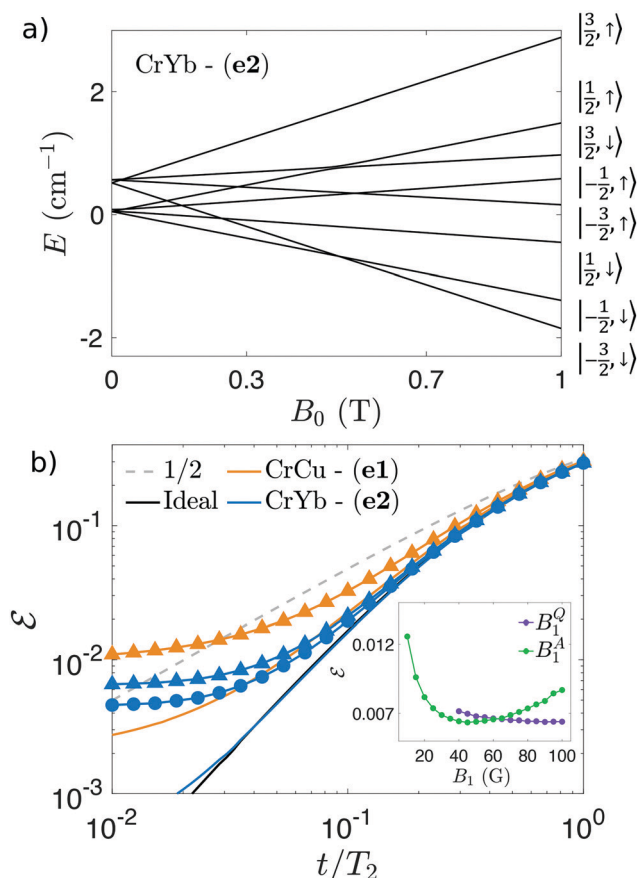 a)
CrYb - (e2)
E (cm⁻¹)
2
0
-2
0
0.3
0.7
1
B₀ (T)
|3/2, ↑⟩
|1/2, ↑⟩
|3/2, ↓⟩
|-1/2, ↑⟩
|-3/2, ↑⟩
|1/2, ↓⟩
|-1/2, ↓⟩
|-3/2, ↓⟩
b)
1/2
CrCu - (e1)
Ideal
CrYb - (e2)
ℰ
10⁻¹
10⁻²
10⁻³
10⁻²
10⁻¹
10⁰
t/T₂
ℰ
0.012
0.007
20
40
60
80
100
B₁ (G)
B₁^Q
B₁^A